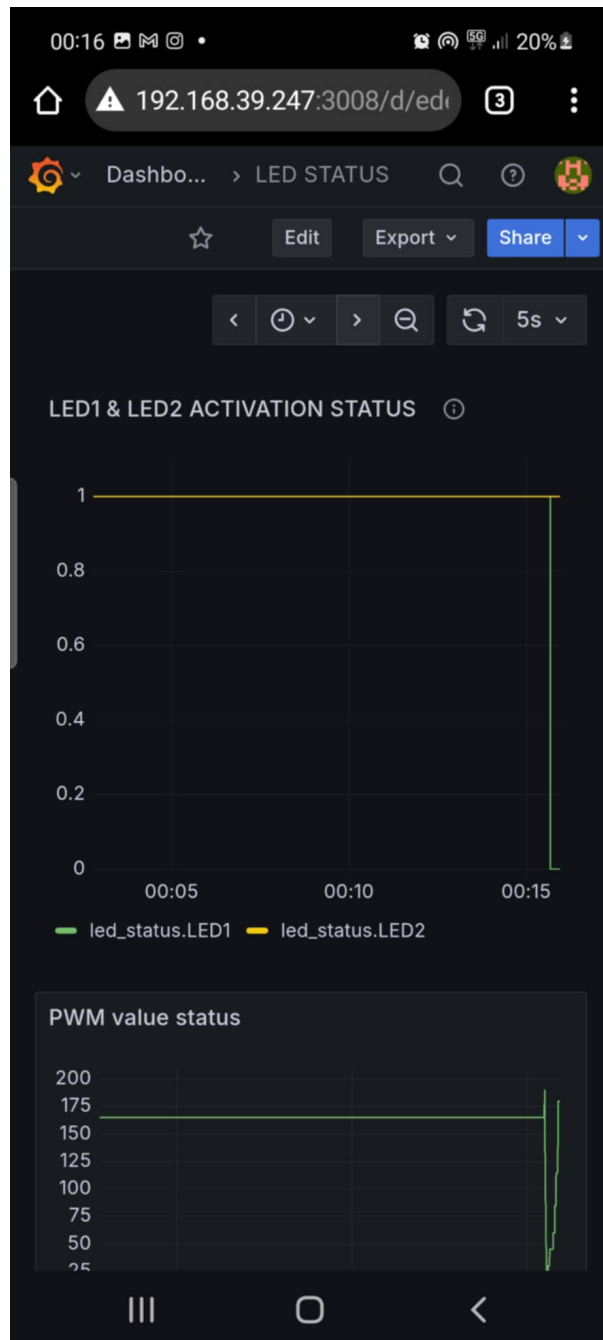 00:16 5G 20%
192.168.39.247:3008/d/ed
3
Dashbo... > LED STATUS
Edit Export Share
5s
LED1 & LED2 ACTIVATION STATUS
1
0.8
0.6
0.4
0.2
0
00:05 00:10 00:15
led_status.LED1 led_status.LED2
PWM value status
200
175
150
125
100
75
50
25